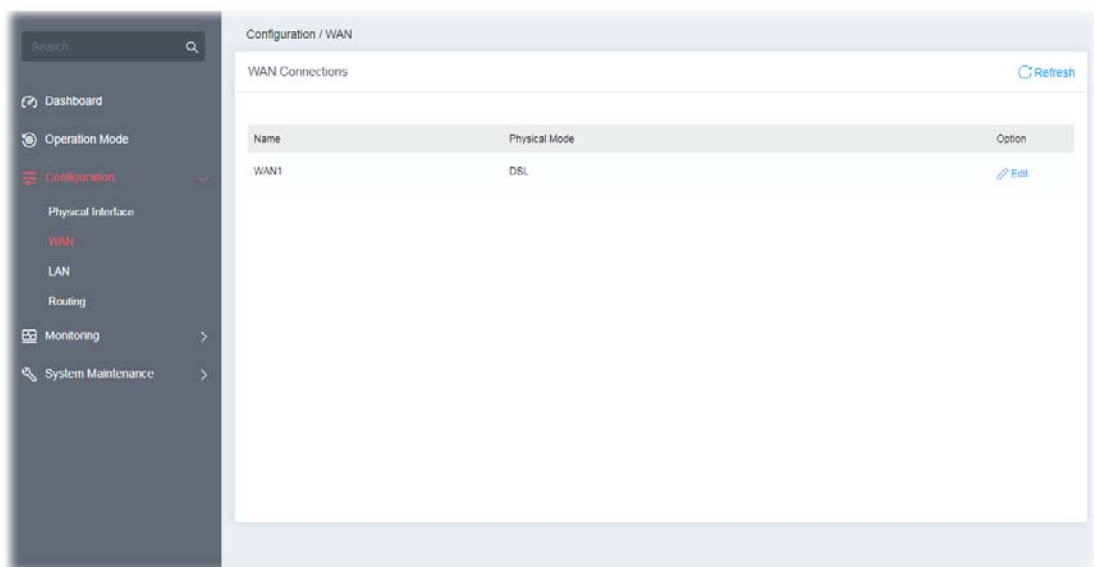 Search
Configuration / WAN
WAN Connections
Refresh
Dashboard
Operation Mode
Configuration
Physical Interface
WAN
LAN
Routing
Monitoring
System Maintenance
Name Physical Mode Option
WAN1 DSL Edit